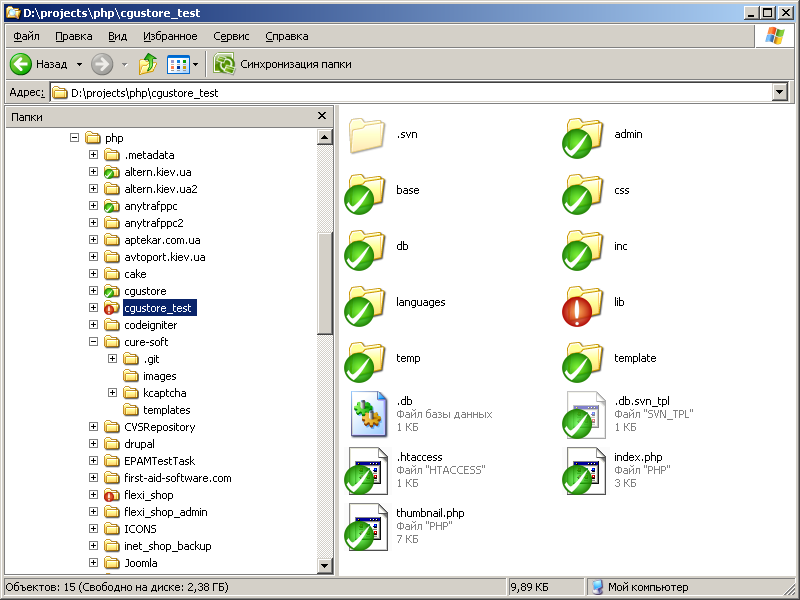 D:\projects\php\cgustore_test
Файл Правка Вид Избранное Сервис Справка
Назад Синхронизация папки
Адрес: D:\projects\php\cgustore_test
Папки
php
.metadata
altern.kiev.ua
altern.kiev.ua2
anytrafppc
anytrafppc2
aptekar.com.ua
avtoport.kiev.ua
cake
cgustore
cgustore_test
codeigniter
cure-soft
.git
images
kcaptcha
templates
CVSRepository
drupal
EPAMTestTask
first-aid-software.com
flexi_shop
flexi_shop_admin
ICONS
inet_shop_backup
Joomla
.svn
admin
base
css
db
inc
languages
lib
temp
template
.db
Файл базы данных
1 КБ
.db.svn_tpl
Файл "SVN_TPL"
1 КБ
.htaccess
Файл "HTACCESS"
1 КБ
index.php
Файл "PHP"
3 КБ
thumbnail.php
Файл "PHP"
7 КБ
Объектов: 15 (Свободно на диске: 2,38 ГБ) 9,89 КБ Мой компьютер